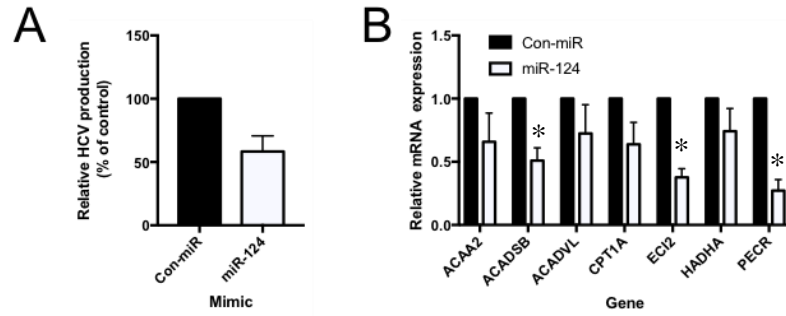 A
Relative HCV production
(% of control)
150
100
50
0
Con-miR
miR-124
Mimic
B
Relative mRNA expression
1.5
1.0
0.5
0.0
Con-miR
miR-124
*
*
*
ACAA2
ACADSB
ACADVL
CPT1A
ECI2
HADHA
PECR
Gene